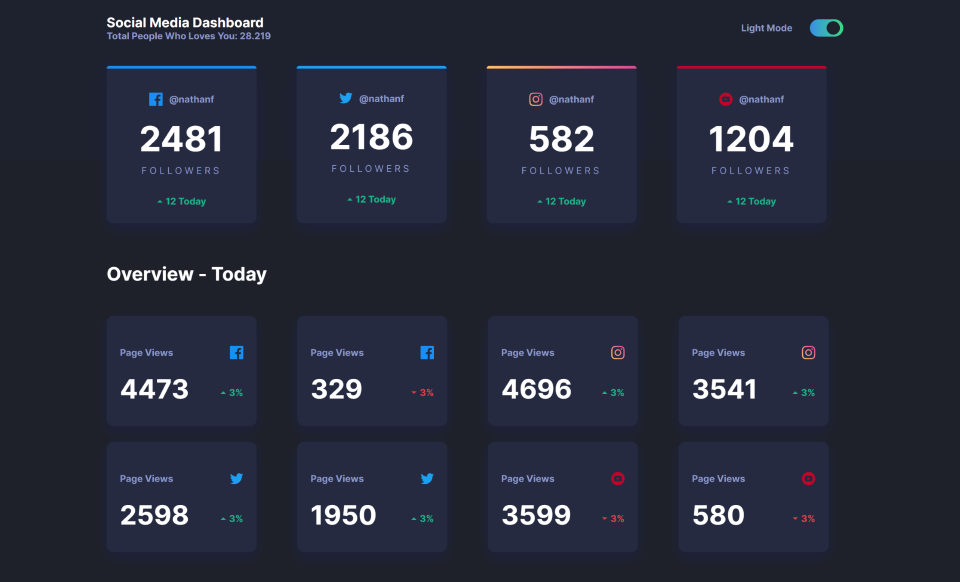 Social Media Dashboard
Total People Who Loves You: 28.219
Light Mode
@nathanf
2481
FOLLOWERS
12 Today
@nathanf
2186
FOLLOWERS
12 Today
@nathanf
582
FOLLOWERS
12 Today
@nathanf
1204
FOLLOWERS
12 Today
Overview - Today
Page Views
4473
3%
Page Views
329
3%
Page Views
4696
3%
Page Views
3541
3%
Page Views
2598
3%
Page Views
1950
3%
Page Views
3599
3%
Page Views
580
3%